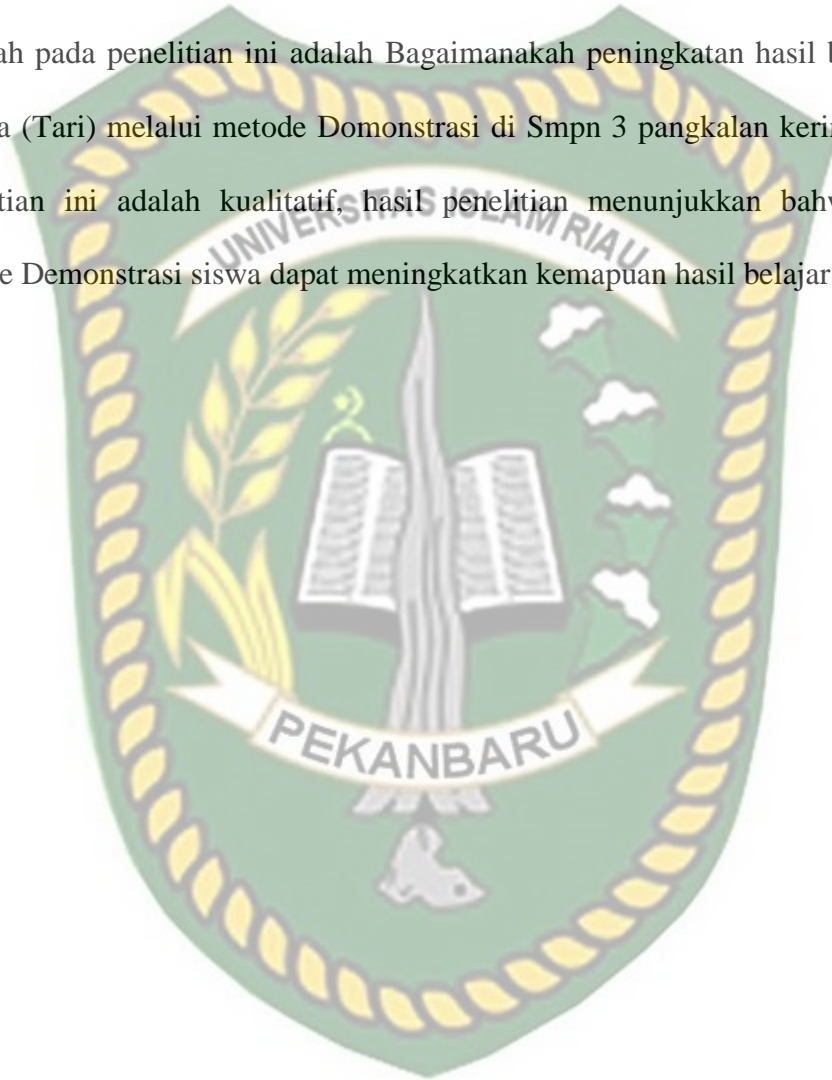 ah pada penelitian ini adalah Bagaimanakah peningkatan hasil b
a (Tari) melalui metode Domonstrasi di Smpn 3 pangkalan kerin
tian ini adalah kualitatif, hasil penelitian menunjukkan bahw
e Demonstrasi siswa dapat meningkatkan kemapuan hasil belajar
UNIVERSITAS ISLAM RIAU
PEKANBARU